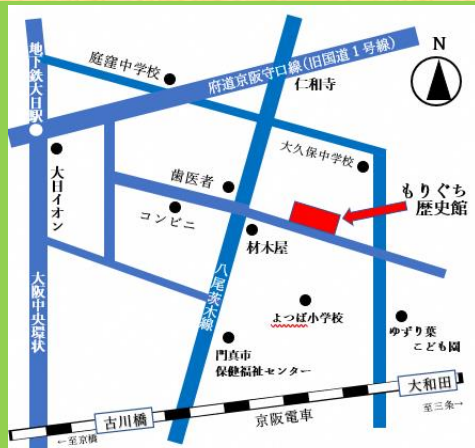 地下鉄大日駅
庭窪中学校
府道京阪守口線(旧国道1号線)
仁和寺
N
大久保中学校
大日イオン
歯医者
コンビニ
もりぐち
歴史館
材木屋
大阪中央環状
八尾茨木線
よつば小学校
ゆずり葉
こども園
門真市
保健福祉センター
大和田
古川橋
京阪電車
←至京橋
至三条→